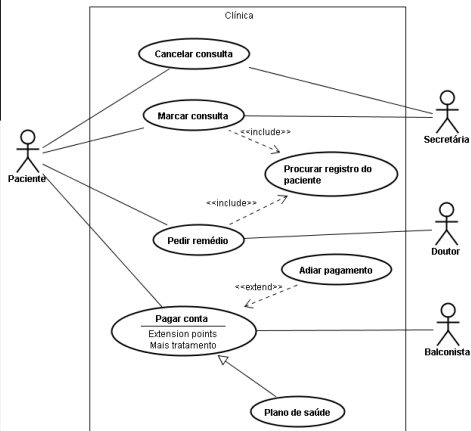 Clínica
Cancelar consulta
Marcar consulta
Secretária
<<include>>
Paciente
Procurar registro do
paciente
<<include>>
Pedir remédio
Doutor
Adiar pagamento
<<extend>>
Pagar conta
Extension points
Mais tratamento
Balconista
Plano de saúde